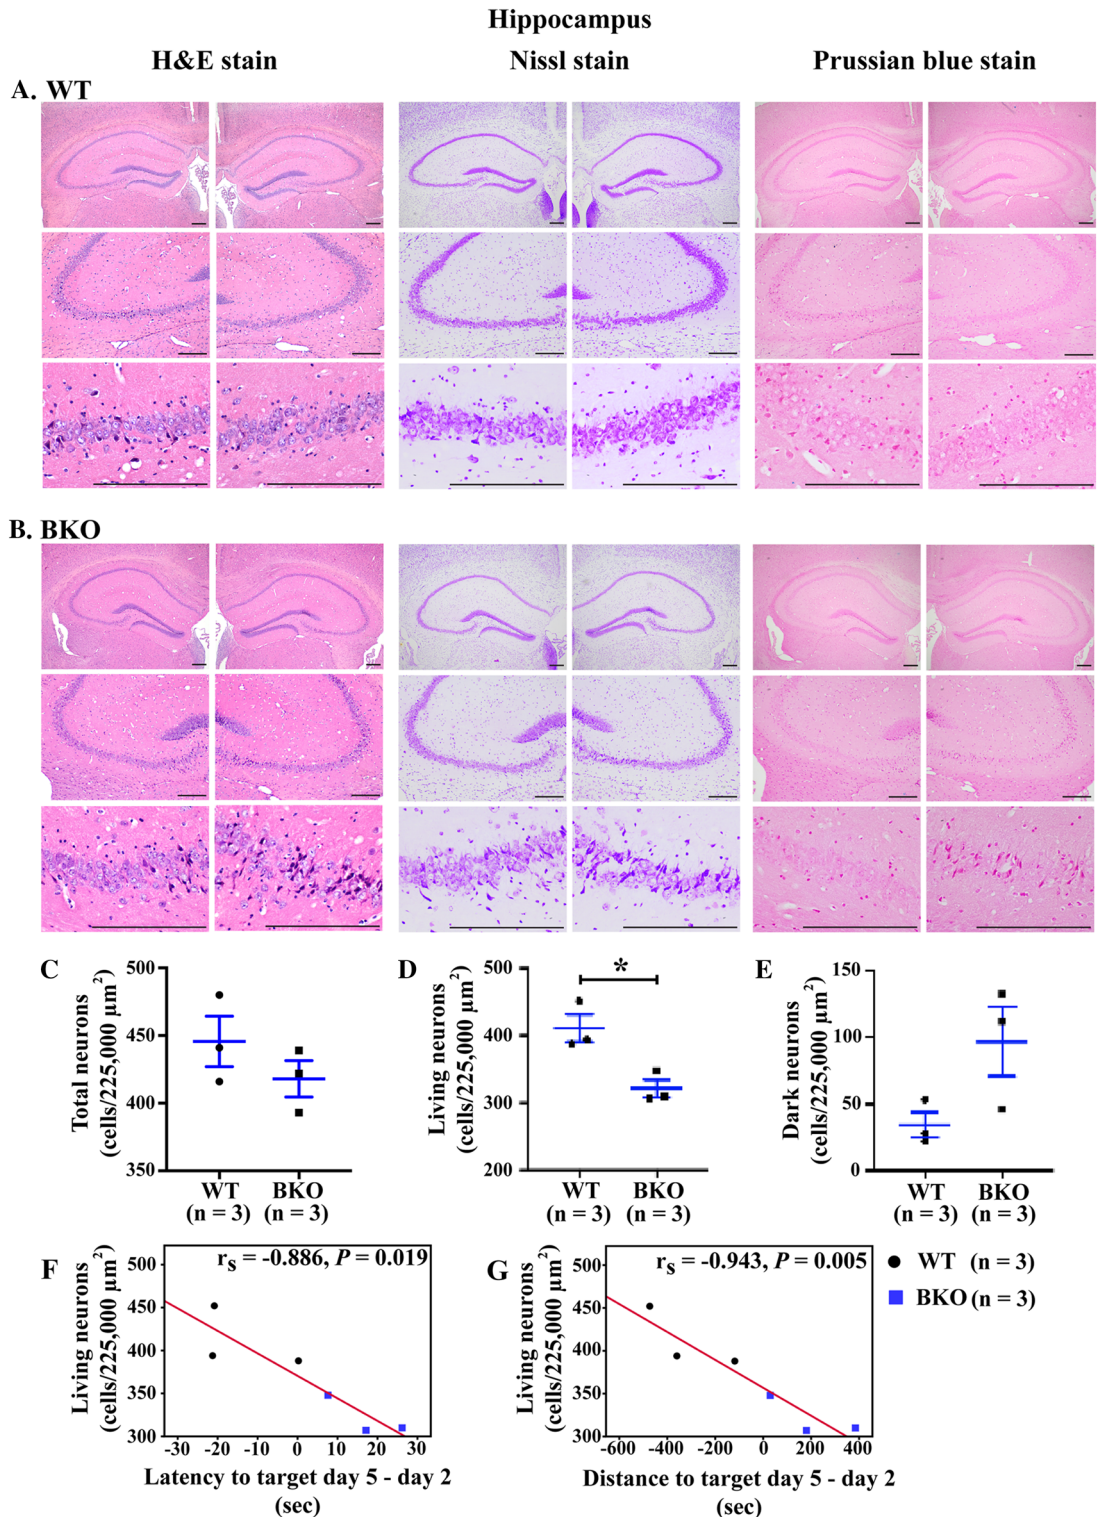 Hippocampus
H&E stain Nissl stain Prussian blue stain
A. WT
B. BKO
C
Total neurons
(cells/225,000 μm²)
500
450
400
350
WT BKO
(n = 3) (n = 3)
D
Living neurons
(cells/225,000 μm²)
500
400
300
200
*
WT BKO
(n = 3) (n = 3)
E
Dark neurons
(cells/225,000 μm²)
150
100
50
0
WT BKO
(n = 3) (n = 3)
F
Living neurons
(cells/225,000 μm²)
rs = -0.886, P = 0.019
500
450
400
350
300
-30 -20 -10 0 10 20 30
Latency to target day 5 - day 2
(sec)
G
Living neurons
(cells/225,000 μm²)
rs = -0.943, P = 0.005
500
450
400
350
300
-600 -400 -200 0 200 400
Distance to target day 5 - day 2
(sec)
WT (n = 3)
BKO (n = 3)